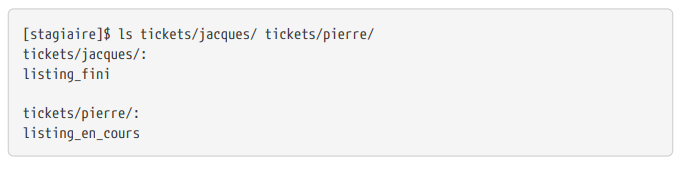 [stagiaire]$ ls tickets/jacques/ tickets/pierre/
tickets/jacques/:
listing_fini

tickets/pierre/:
listing_en_cours